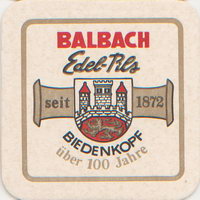 BALBACH
Edel-Pils
seit 1872
BIEDENKOPF
über 100 Jahre